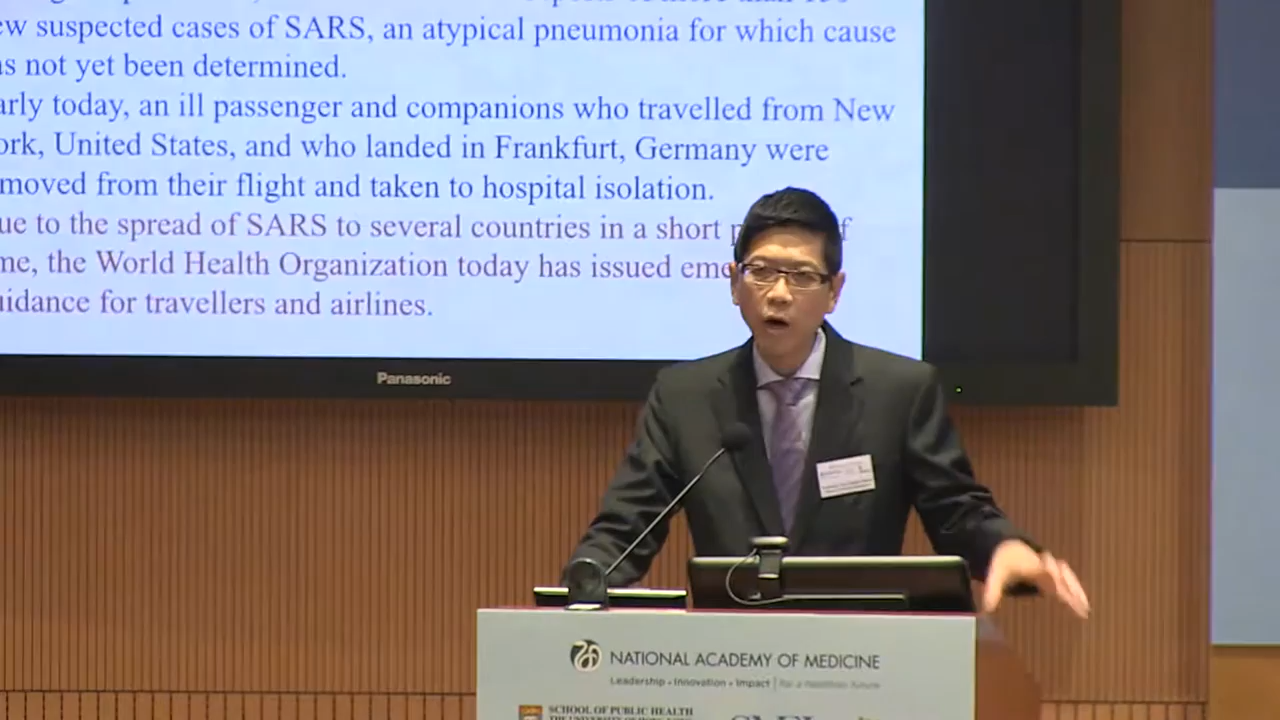 ew suspected cases of SARS, an atypical pneumonia for which cause
s not yet been determined.
arly today, an ill passenger and companions who travelled from New
ork, United States, and who landed in Frankfurt, Germany were
moved from their flight and taken to hospital isolation.
ue to the spread of SARS to several countries in a short p f
me, the World Health Organization today has issued eme
uidance for travellers and airlines.
Panasonic
NATIONAL ACADEMY OF MEDICINE
Leadership • Innovation • Impact | for a healthier future
SCHOOL OF PUBLIC HEALTH